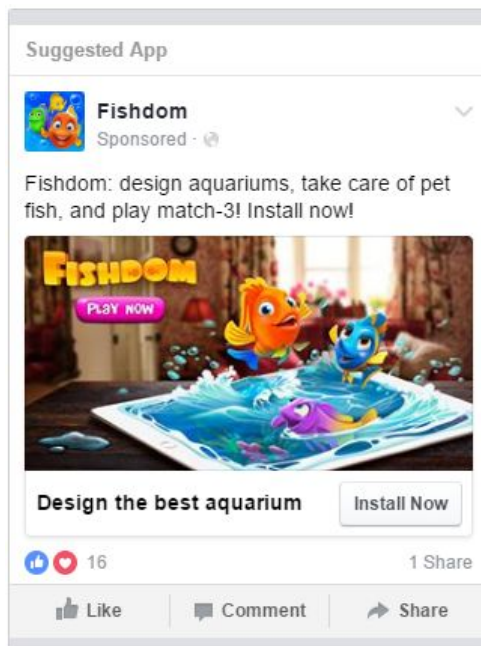 Suggested App
Fishdom
Sponsored ·
Fishdom: design aquariums, take care of pet
fish, and play match-3! Install now!
FISHDOM
PLAY NOW
Design the best aquarium
Install Now
16
1 Share
Like
Comment
Share